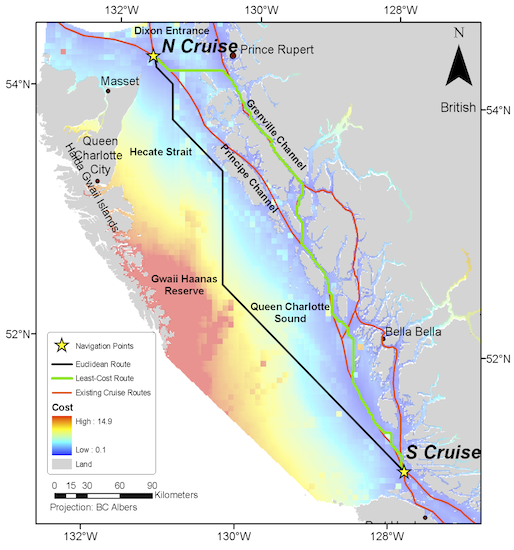 132°W 130°W 128°W
Dixon Entrance
N Cruise
Prince Rupert
54°N
Masset
54°N
British
Grenville Channel
Queen
Charlotte
City
Hecate Strait
Principe Channel
Haida Gwaii Islands
Gwaii Haanas
Reserve
Queen Charlotte
Sound
52°N
Bella Bella
52°N
Navigation Points
Euclidean Route
Least-Cost Route
Existing Cruise Routes
Cost
High : 14.9
Low : 0.1
Land
S Cruise
0 15 30 60 90
Kilometers
Projection: BC Albers
132°W 130°W 128°W